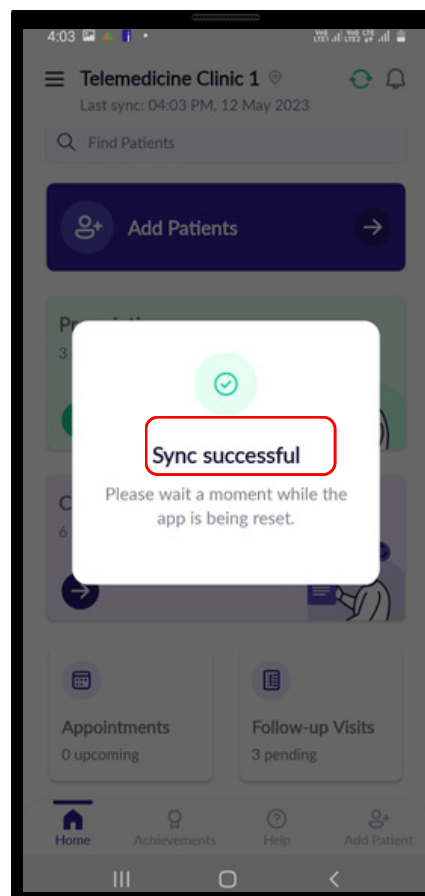 4:03
Telemedicine Clinic 1
Last sync: 04:03 PM, 12 May 2023
Find Patients
Add Patients
3
Sync successful
Please wait a moment while the
app is being reset.
6
Appointments
0 upcoming
Follow-up Visits
3 pending
Home
Achievements
Help
Add Patient